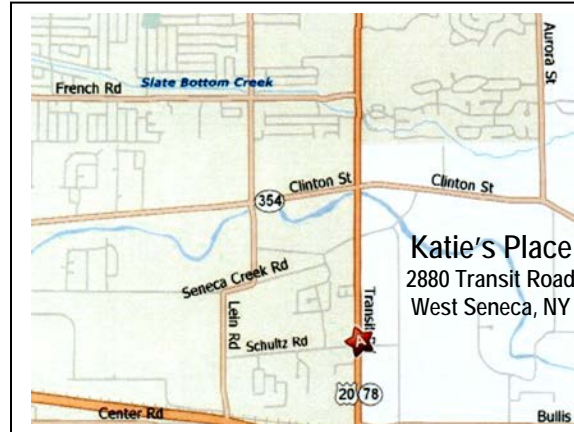 Aurora St
Slate Bottom Creek
French Rd
Clinton St
Clinton St
354
Katie's Place
2880 Transit Road
West Seneca, NY
Seneca Creek Rd
Lein Rd
Transit
A
Schultz Rd
20 78
Center Rd
Bullis